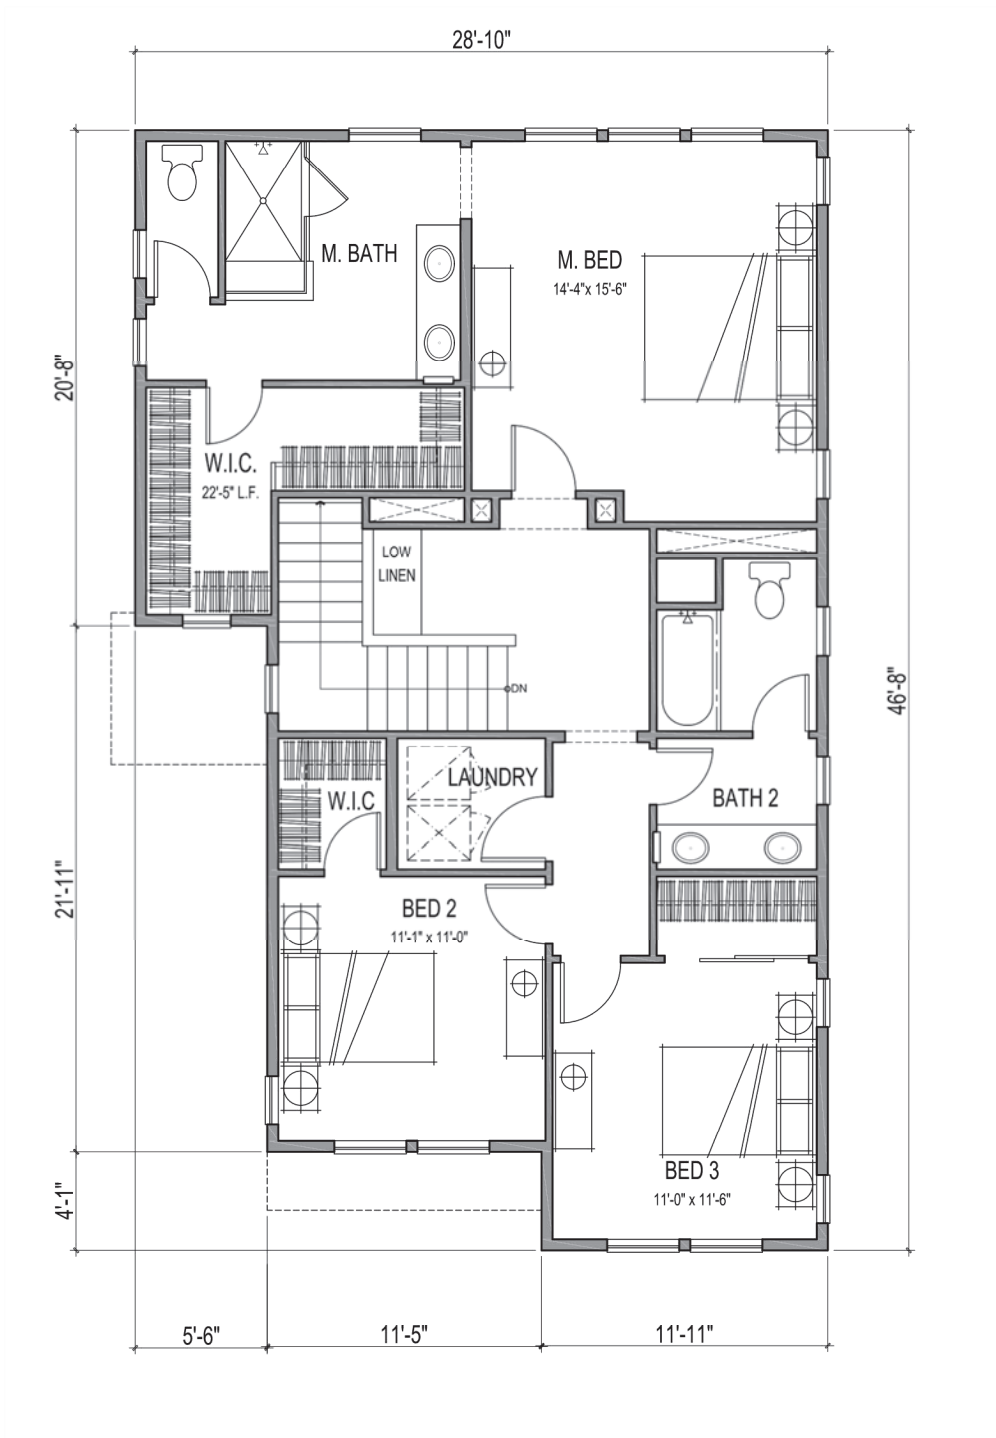 28'-10"
M. BATH
M. BED
14'-4"x 15'-6"
20'-8"
W.I.C.
22'-5" L.F.
LOW
LINEN
DN
46'-8"
LAUNDRY
W.I.C
BATH 2
21'-11"
BED 2
11'-1" x 11'-0"
BED 3
11'-0" x 11'-6"
4'-1"
5'-6"
11'-5"
11'-11"